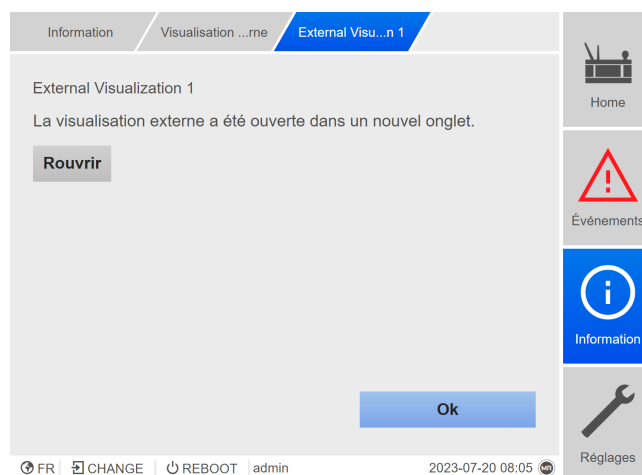 Information
Visualisation ...rne
External Visu...n 1
External Visualization 1
La visualisation externe a été ouverte dans un nouvel onglet.
Rouvrir
Ok
Home
Événements
Information
Réglages
FR CHANGE REBOOT admin 2023-07-20 08:05 MR